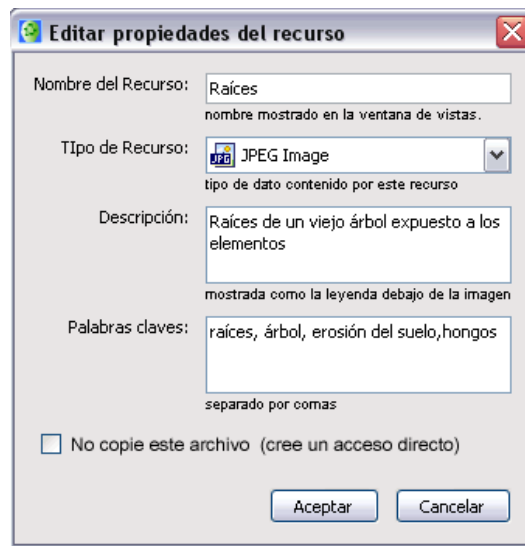 Editar propiedades del recurso
Nombre del Recurso:
Raíces
nombre mostrado en la ventana de vistas.
TIpo de Recurso:
JPG
JPEG Image
tipo de dato contenido por este recurso
Descripción:
Raíces de un viejo árbol expuesto a los
elementos
mostrada como la leyenda debajo de la imagen
Palabras claves:
raíces, árbol, erosión del suelo,hongos
separado por comas
No copie este archivo (cree un acceso directo)
Aceptar
Cancelar